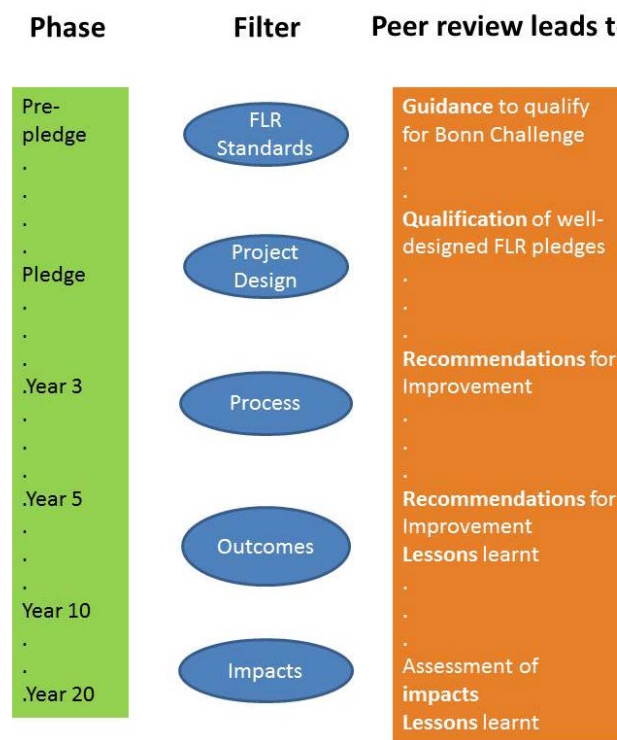 Phase
Filter
Peer review leads t
Pre-
pledge
.
.
.
.
Pledge
.
.
.
.Year 3
.
.
.
.Year 5
.
.
.
Year 10
.
.
.Year 20
FLR
Standards
Project
Design
Process
Outcomes
Impacts
Guidance to qualify
for Bonn Challenge
.
.
Qualification of well-
designed FLR pledges
.
.
.
Recommendations for
Improvement
.
.
.
Recommendations for
Improvement
Lessons learnt
.
.
.
Assessment of
impacts
Lessons learnt